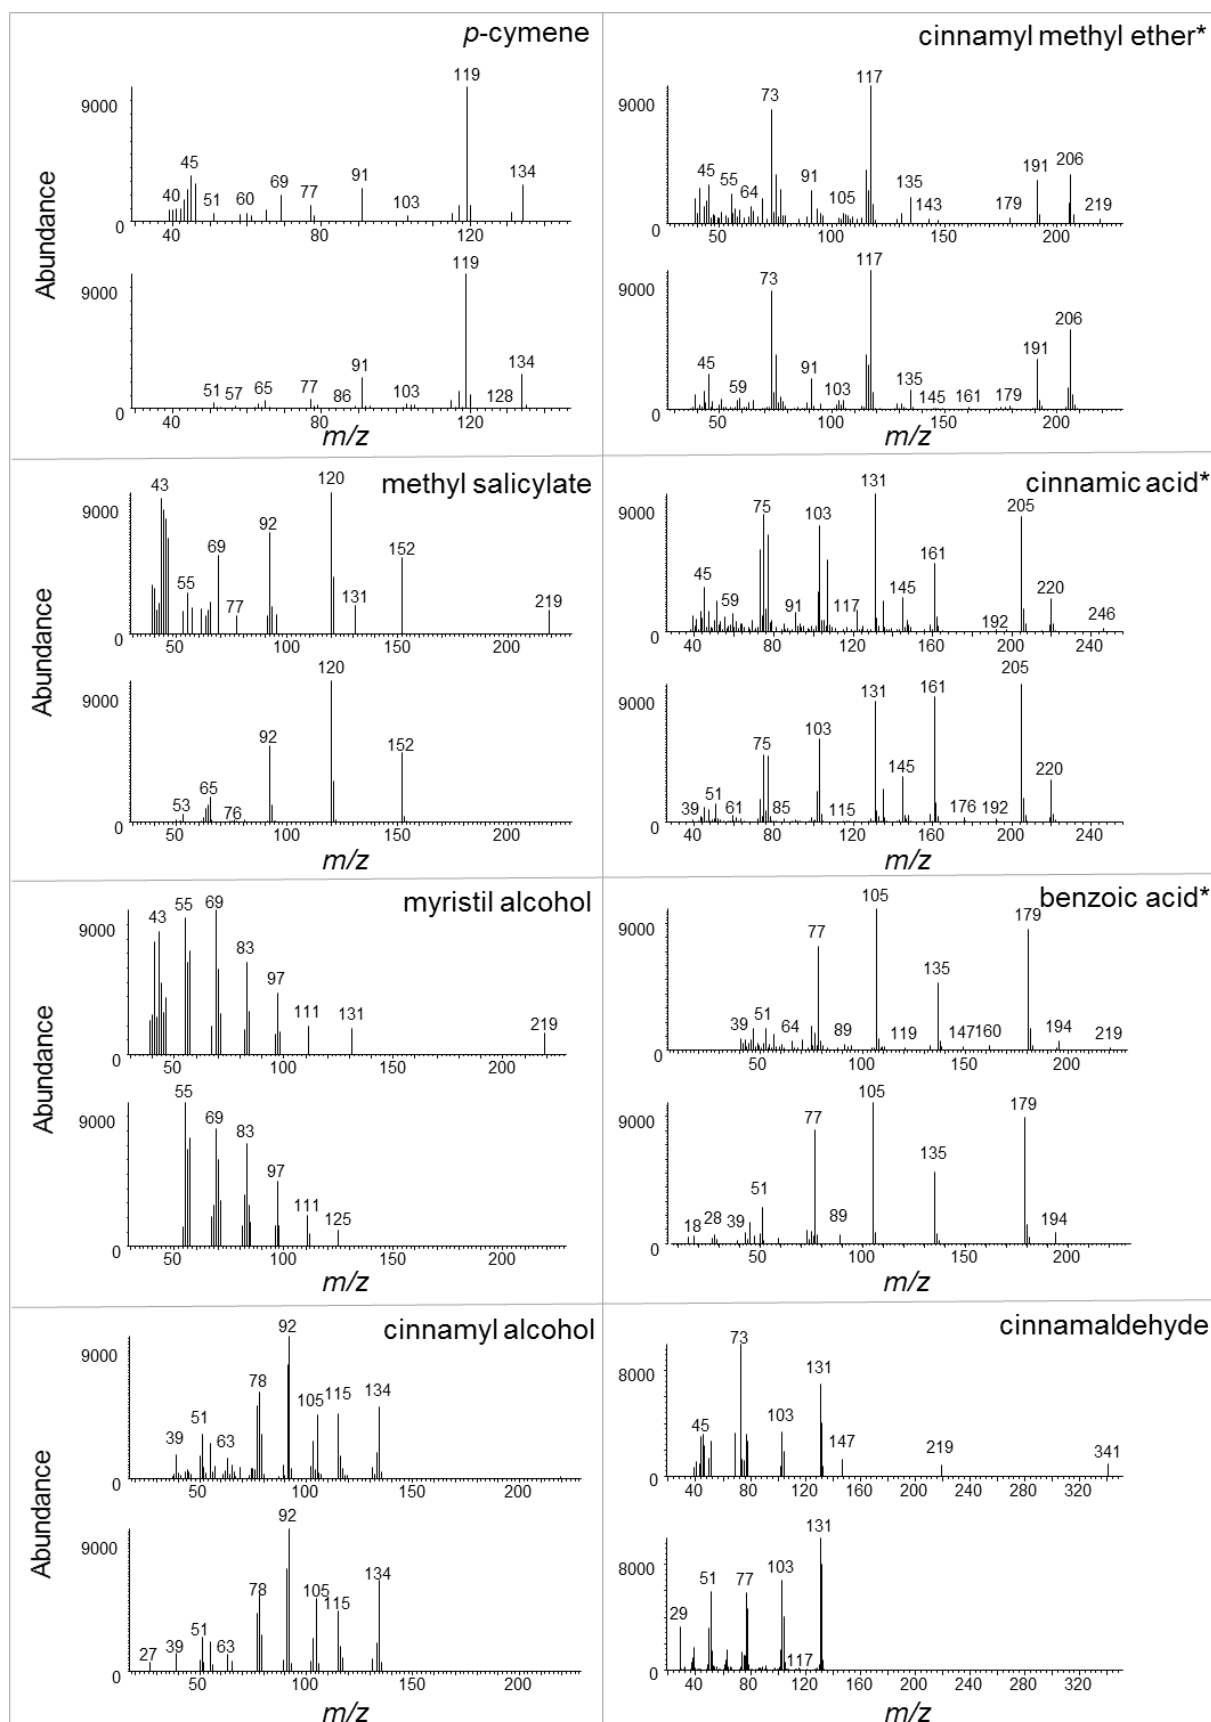 p-cymene
Abundance
9000
0
40 45 51 60 69 77 91 103 119 134
40 80 120
9000
0
51 57 65 77 86 91 103 119 128 134
40 80 120
m/z
cinnamyl methyl ether*
9000
0
45 55 64 73 91 105 117 135 143 179 191 206 219
50 100 150 200
9000
0
45 59 73 91 103 117 135 145 161 179 191 206
50 100 150 200
m/z
methyl salicylate
Abundance
9000
0
43 55 69 77 92 120 131 152 219
50 100 150 200
9000
0
53 65 76 92 120 152
50 100 150 200
m/z
cinnamic acid*
9000
0
45 59 75 91 103 117 131 145 161 192 205 220 246
40 80 120 160 200 240
9000
0
39 51 61 75 85 103 115 131 145 161 176 192 205 220
40 80 120 160 200 240
m/z
myristil alcohol
Abundance
9000
0
43 55 69 83 97 111 131 219
50 100 150 200
9000
0
55 69 83 97 111 125
50 100 150 200
m/z
benzoic acid*
9000
0
39 51 64 77 89 105 119 135 147 160 179 194 219
50 100 150 200
9000
0
18 28 39 51 77 89 105 135 179 194
50 100 150 200
m/z
cinnamyl alcohol
Abundance
9000
0
39 51 63 78 92 105 115 134
50 100 150 200
9000
0
27 39 51 63 78 92 105 115 134
50 100 150 200
m/z
cinnamaldehyde
8000
0
45 73 103 131 147 219 341
40 80 120 160 200 240 280 320
8000
0
29 51 77 103 117 131
40 80 120 160 200 240 280 320
m/z